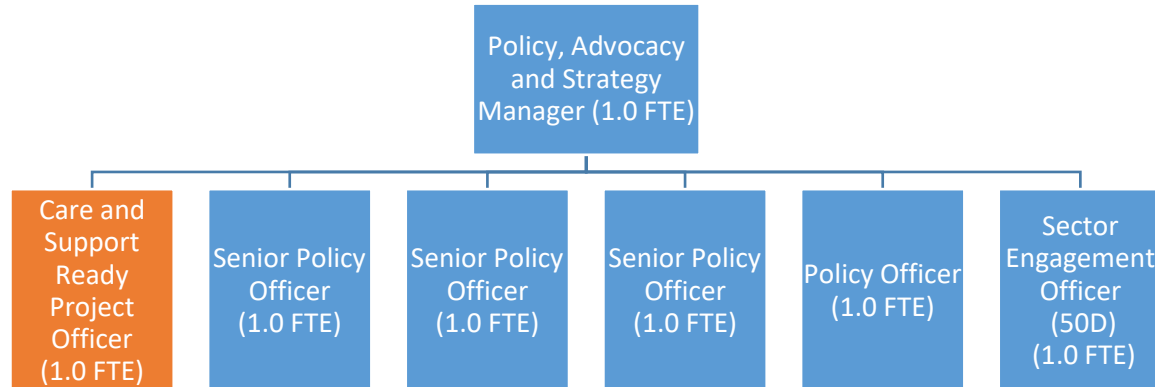 Policy, Advocacy
and Strategy
Manager (1.0 FTE)
Care and
Support
Ready
Project
Officer
(1.0 FTE)
Senior Policy
Officer
(1.0 FTE)
Senior Policy
Officer
(1.0 FTE)
Senior Policy
Officer
(1.0 FTE)
Policy Officer
(1.0 FTE)
Sector
Engagement
Officer
(50D)
(1.0 FTE)